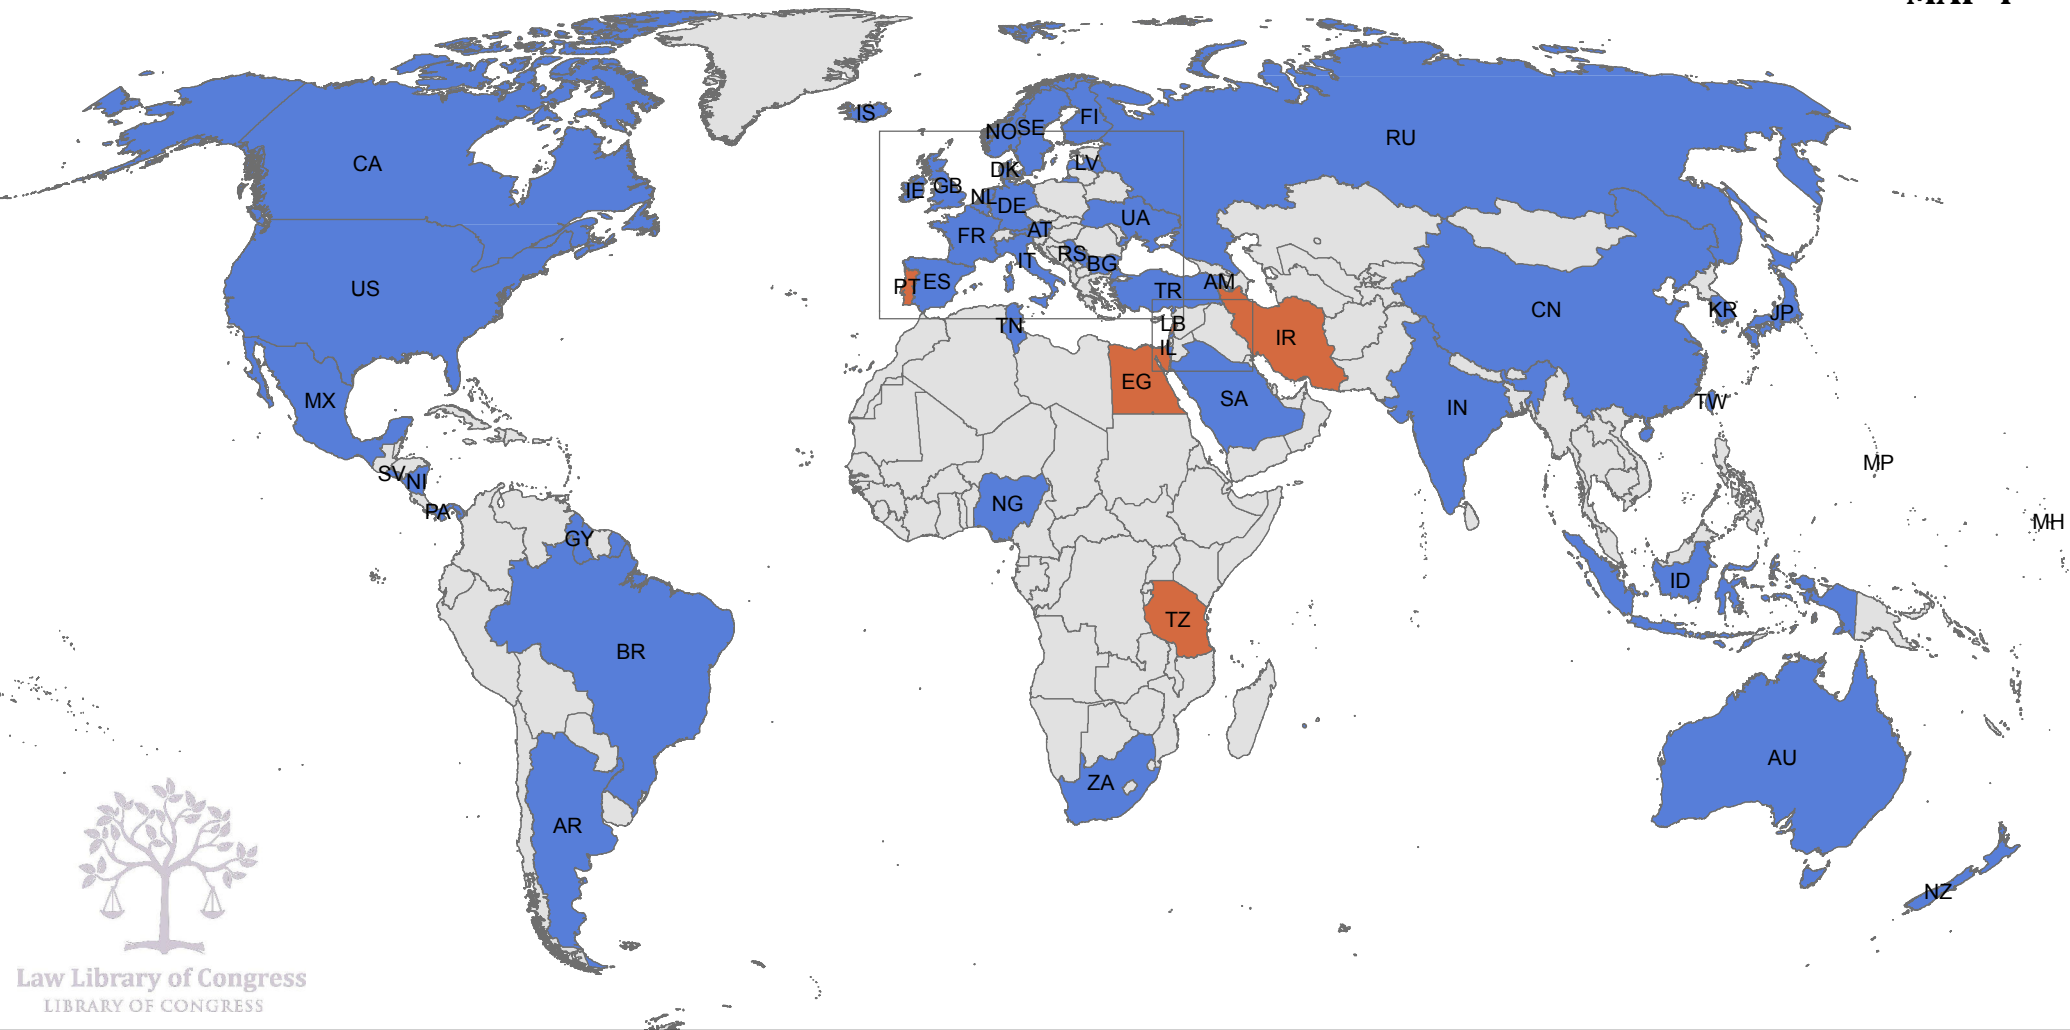 IS
FI
NO
SE
RU
CA
DK
LV
IE
GB
NL
DE
UA
FR
AT
RS
BG
IT
PT
ES
TR
AM
US
CN
KR
JP
TN
LB
IL
IR
EG
SA
MX
IN
TW
SV
NI
MP
PA
NG
MH
GY
ID
TZ
BR
AU
ZA
AR
NZ
Law Library of Congress
LIBRARY OF CONGRESS